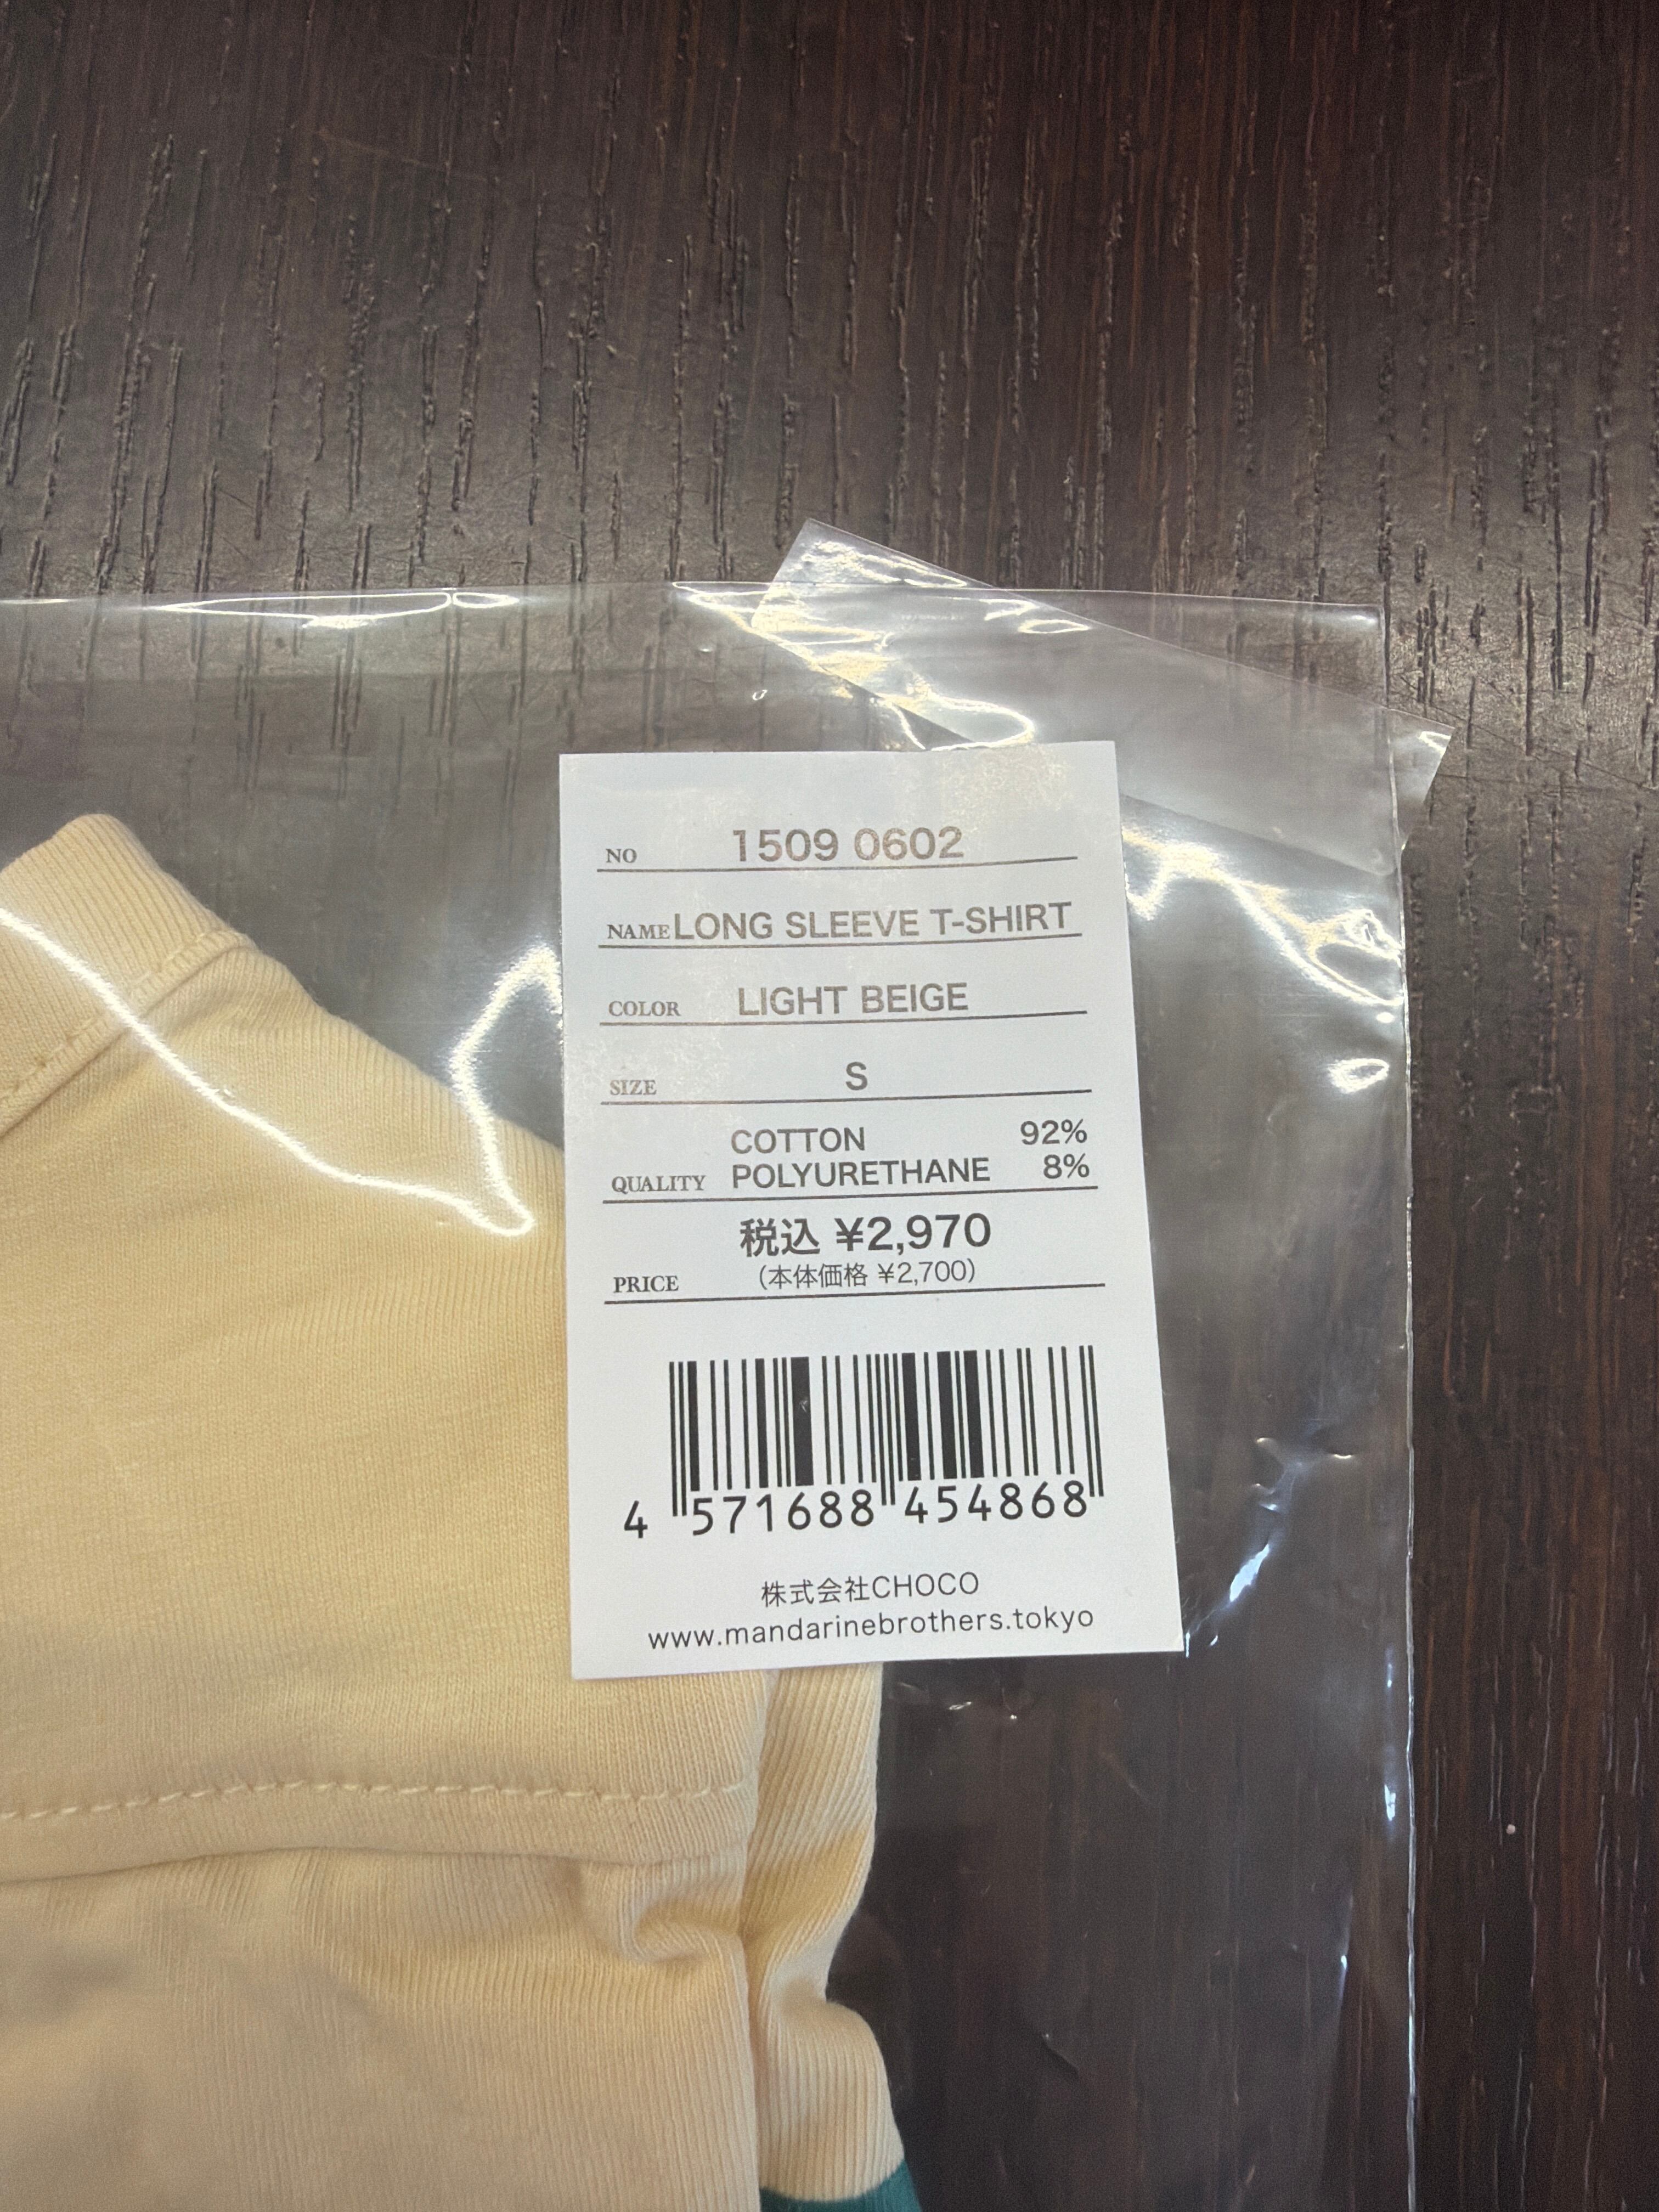 NO 1509 0602
NAME LONG SLEEVE T-SHIRT
COLOR LIGHT BEIGE
SIZE S
COTTON 92%
QUALITY POLYURETHANE 8%
税込 ¥2,970
PRICE (本体価格 ¥2,700)
4 571688 454868
株式会社CHOCO
www.mandarinebrothers.tokyo